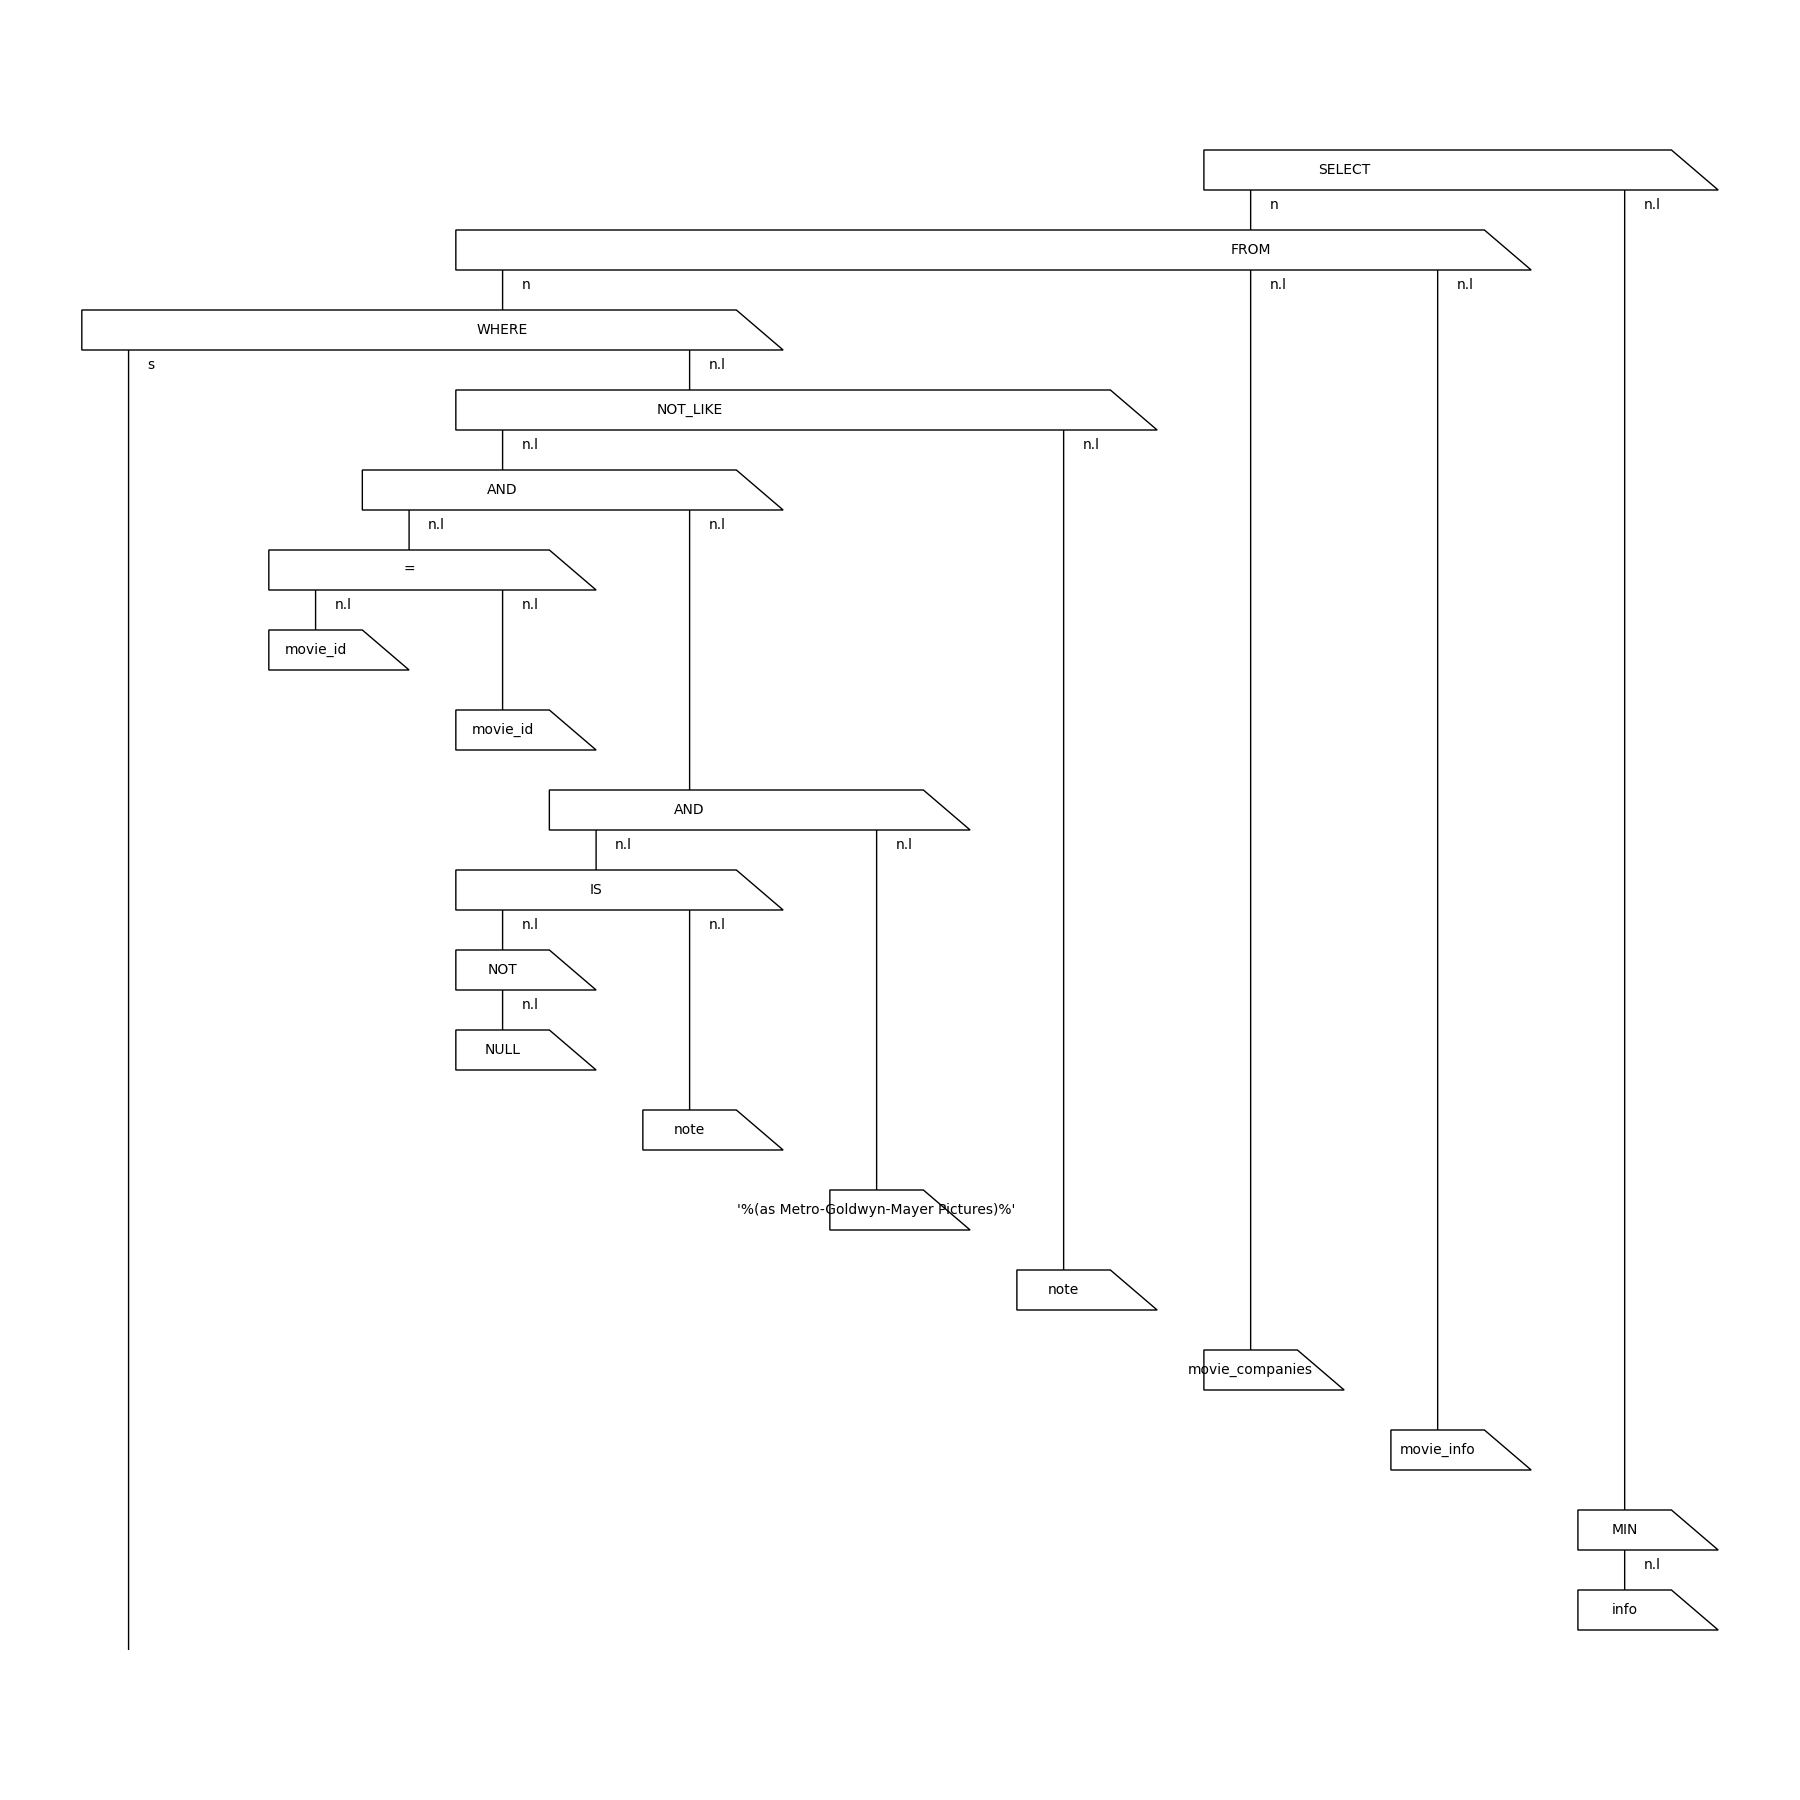 SELECT
n n.l
FROM
n n.l n.l
WHERE
s n.l
NOT_LIKE
n.l n.l
AND
n.l n.l
=
n.l n.l
movie_id
movie_id
AND
n.l n.l
IS
n.l n.l
NOT
n.l
NULL
note
'%(as Metro-Goldwyn-Mayer Pictures)%'
note
movie_companies
movie_info
MIN
n.l
info